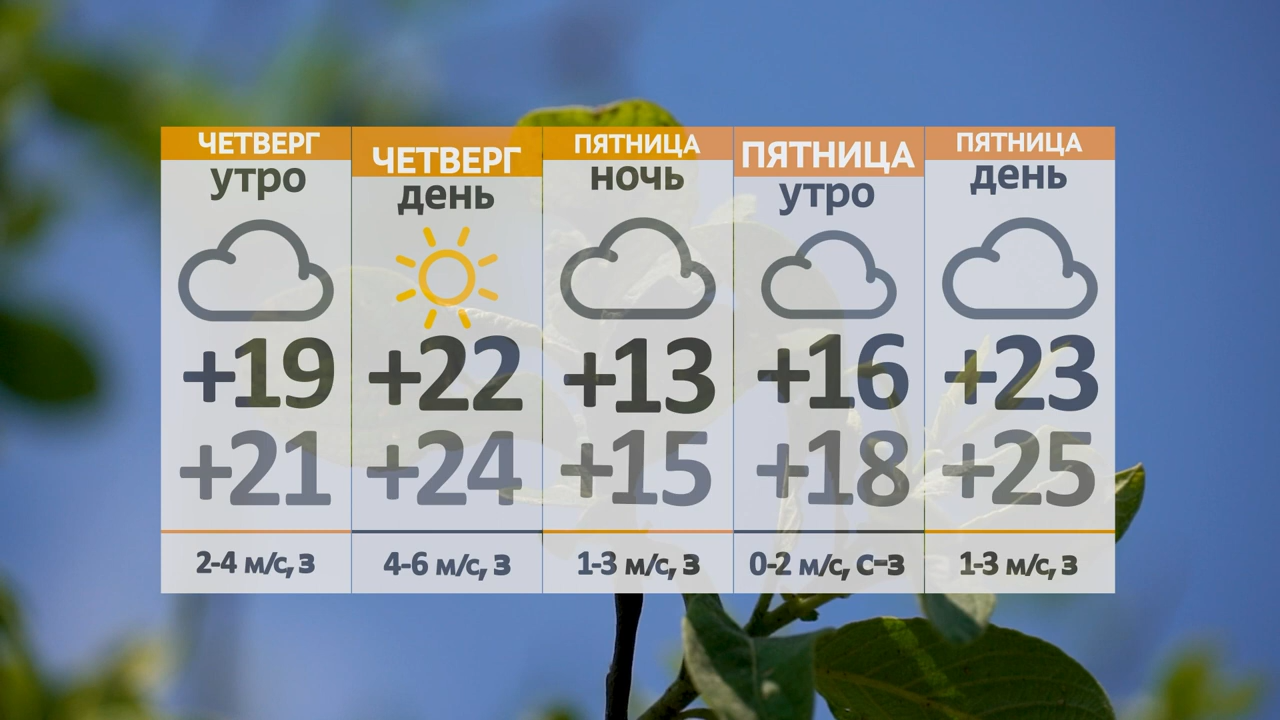 ЧЕТВЕРГ
утро
+19
+21
2-4 м/с, з
ЧЕТВЕРГ
день
+22
+24
4-6 м/с, з
ПЯТНИЦА
ночь
+13
+15
1-3 м/с, з
ПЯТНИЦА
утро
+16
+18
0-2 м/с, с-з
ПЯТНИЦА
день
+23
+25
1-3 м/с, з